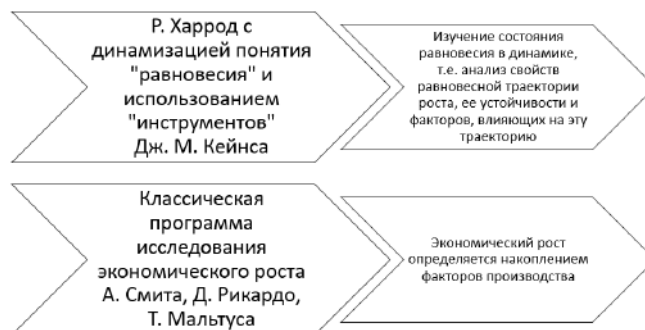 Р. Харрод с
динамизацией понятия
"равновесия" и
использованием
"инструментов"
Дж. М. Кейнса
Изучение состояния
равновесия в динамике,
т.е. анализ свойств
равновесной траектории
роста, ее устойчивости и
факторов, влияющих на эту
траекторию
Классическая
программа
исследования
экономического роста
А. Смита, Д. Рикардо,
Т. Мальтуса
Экономический рост
определяется накоплением
факторов производства